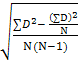 √((∑D² − (∑D)²/N) / (N(N−1)))